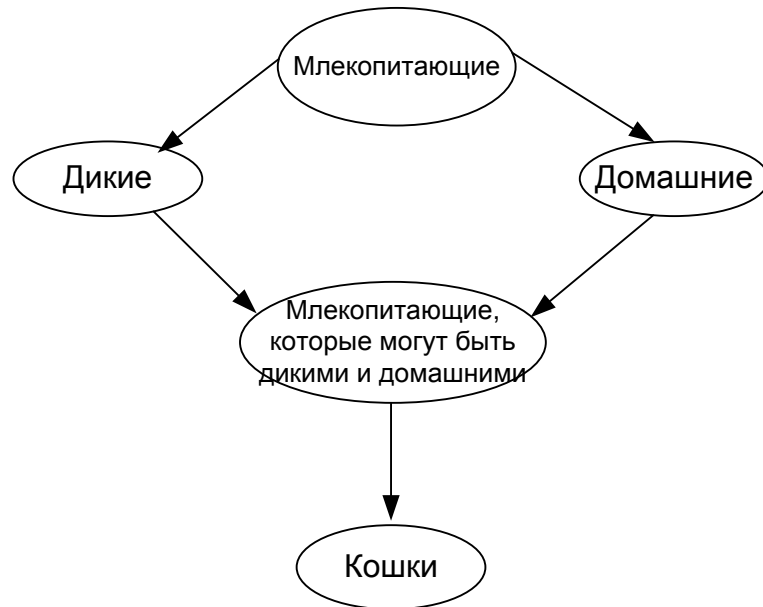 Млекопитающие
Дикие
Домашние
Млекопитающие,
которые могут быть
дикими и домашними
Кошки